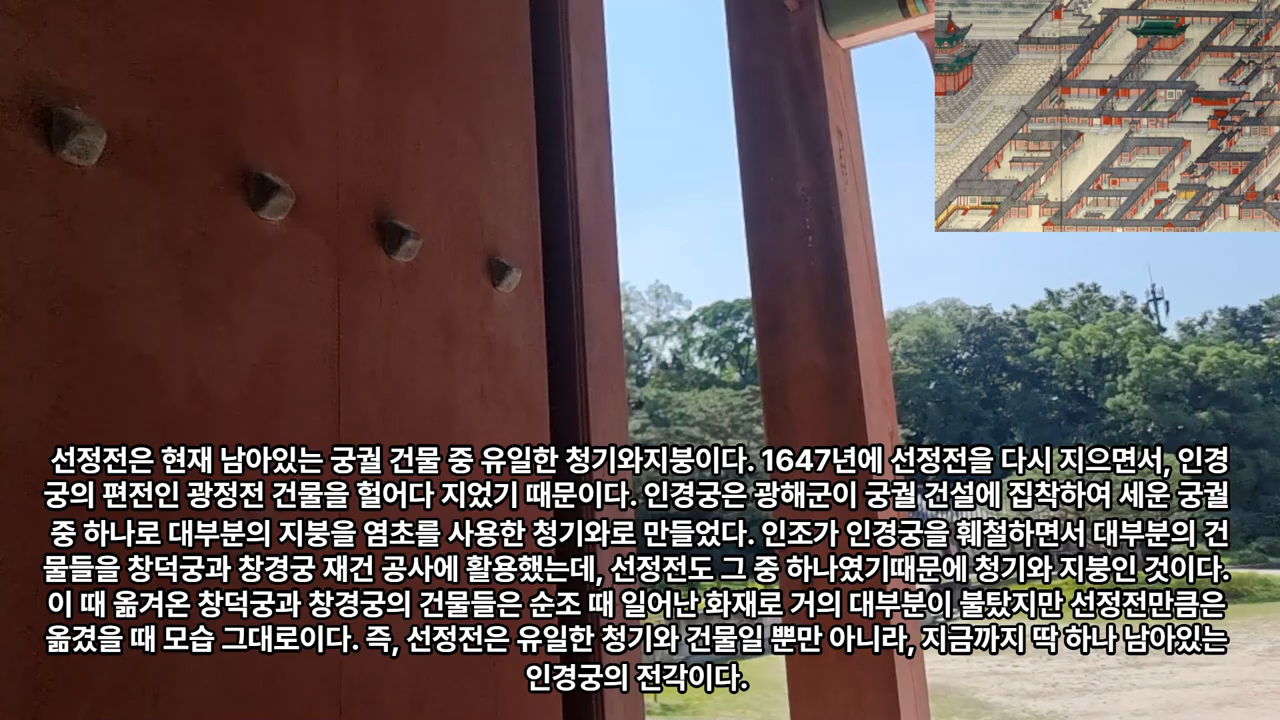 선정전은 현재 남아있는 궁궐 건물 중 유일한 청기와지붕이다. 1647년에 선정전을 다시 지으면서, 인경
궁의 편전인 광정전 건물을 헐어다 지었기 때문이다. 인경궁은 광해군이 궁궐 건설에 집착하여 세운 궁궐
중 하나로 대부분의 지붕을 염초를 사용한 청기와로 만들었다. 인조가 인경궁을 훼철하면서 대부분의 건
물들을 창덕궁과 창경궁 재건 공사에 활용했는데, 선정전도 그 중 하나였기때문에 청기와 지붕인 것이다.
이 때 옮겨온 창덕궁과 창경궁의 건물들은 순조 때 일어난 화재로 거의 대부분이 불탔지만 선정전만큼은
옮겼을 때 모습 그대로이다. 즉, 선정전은 유일한 청기와 건물일 뿐만 아니라, 지금까지 딱 하나 남아있는
인경궁의 전각이다.